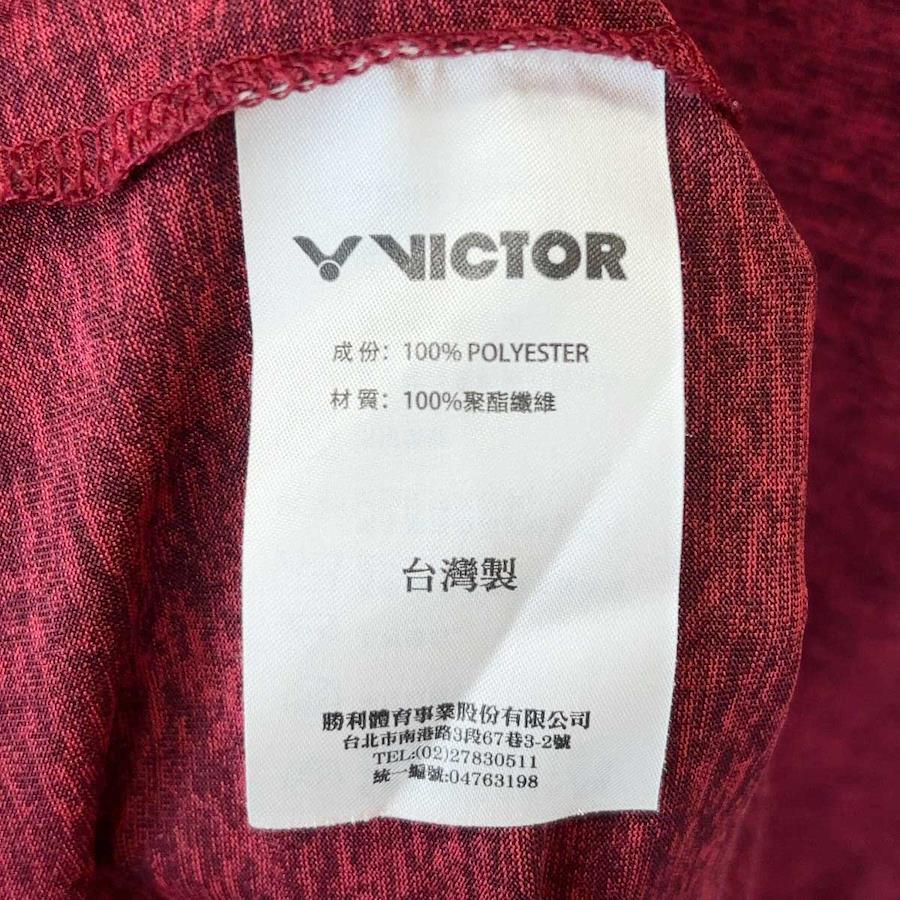 VICTOR
成份: 100% POLYESTER
材質: 100%聚酯纖維
台灣製
勝利體育事業股份有限公司
台北市南港路3段67巷3-2號
TEL:(02)27830511
統一編號:04763198